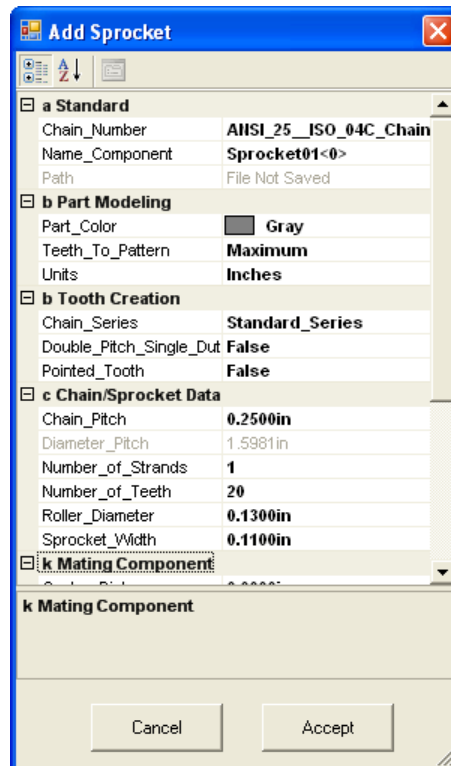 Add Sprocket
a Standard
Chain_Number ANSI_25__ISO_04C_Chain
Name_Component Sprocket01<0>
Path File Not Saved
b Part Modeling
Part_Color Gray
Teeth_To_Pattern Maximum
Units Inches
b Tooth Creation
Chain_Series Standard_Series
Double_Pitch_Single_Dut False
Pointed_Tooth False
c Chain/Sprocket Data
Chain_Pitch 0.2500in
Diameter_Pitch 1.5981in
Number_of_Strands 1
Number_of_Teeth 20
Roller_Diameter 0.1300in
Sprocket_Width 0.1100in
k Mating Component
k Mating Component
Cancel Accept